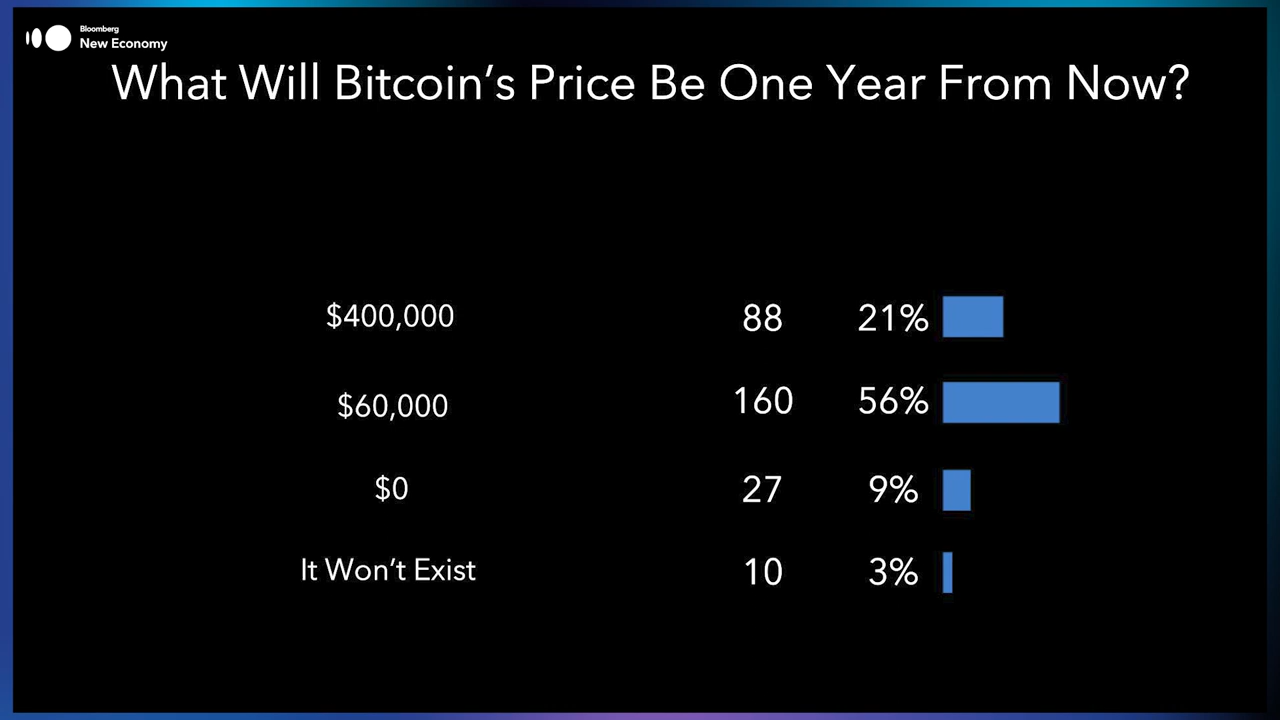 Bloomberg
New Economy
What Will Bitcoin's Price Be One Year From Now?
$400,000 88 21%
$60,000 160 56%
$0 27 9%
It Won't Exist 10 3%